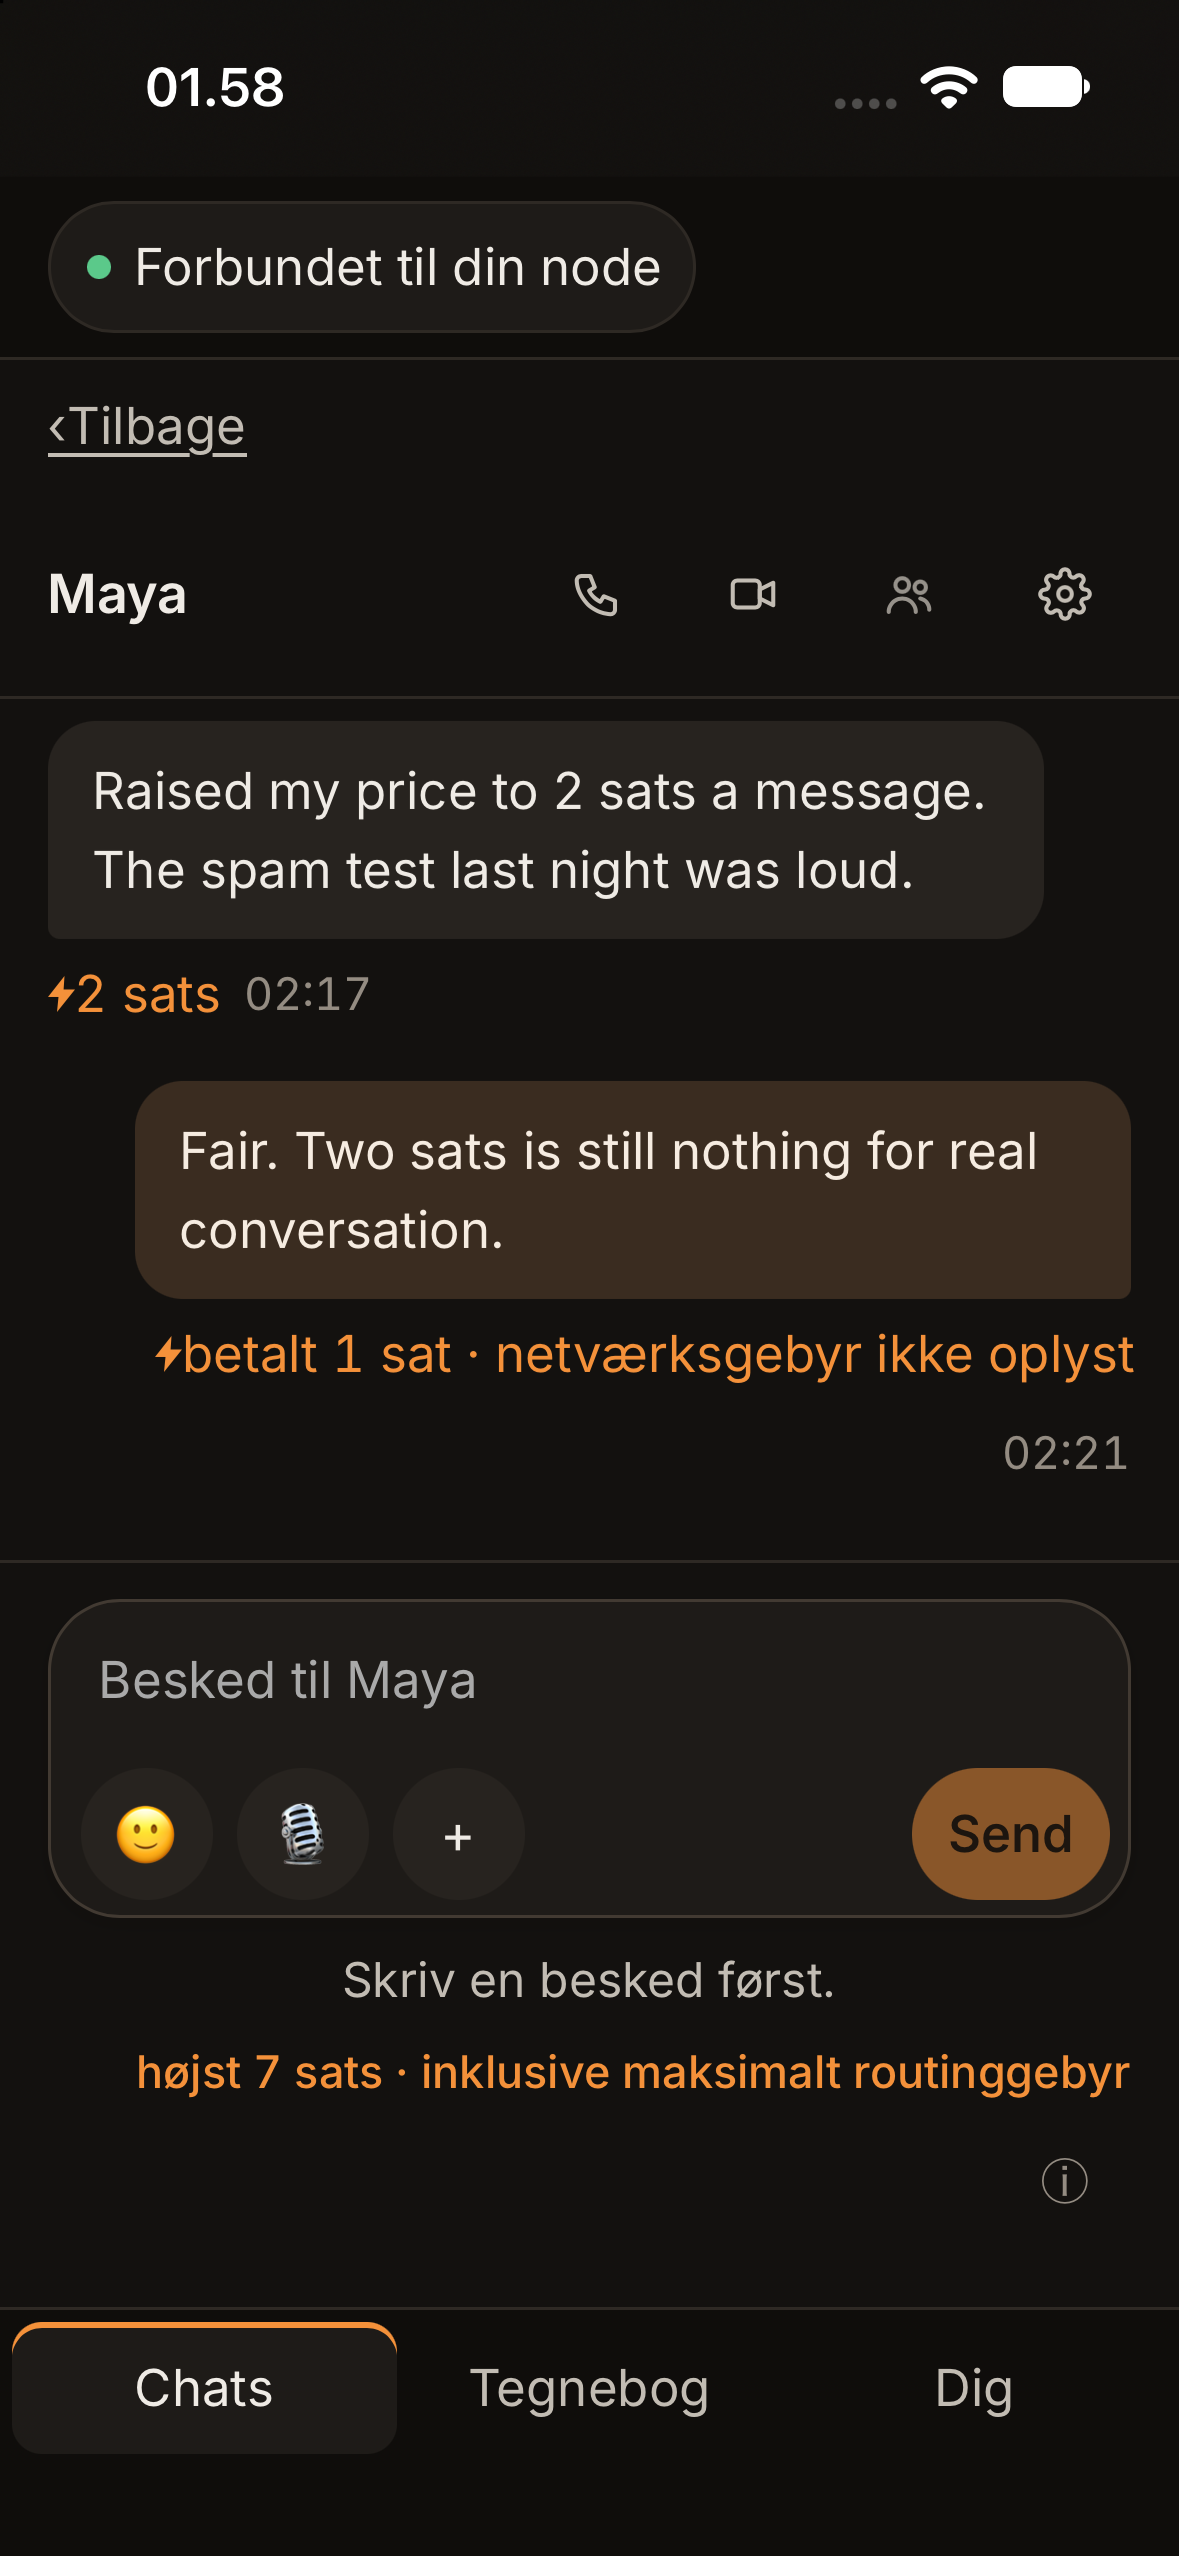 01.58
Forbundet til din node
‹Tilbage
Maya
Raised my price to 2 sats a message.
The spam test last night was loud.
2 sats 02:17
Fair. Two sats is still nothing for real
conversation.
betalt 1 sat · netværksgebyr ikke oplyst
02:21
Besked til Maya
+
Send
Skriv en besked først.
højst 7 sats · inklusive maksimalt routinggebyr
i
Chats
Tegnebog
Dig